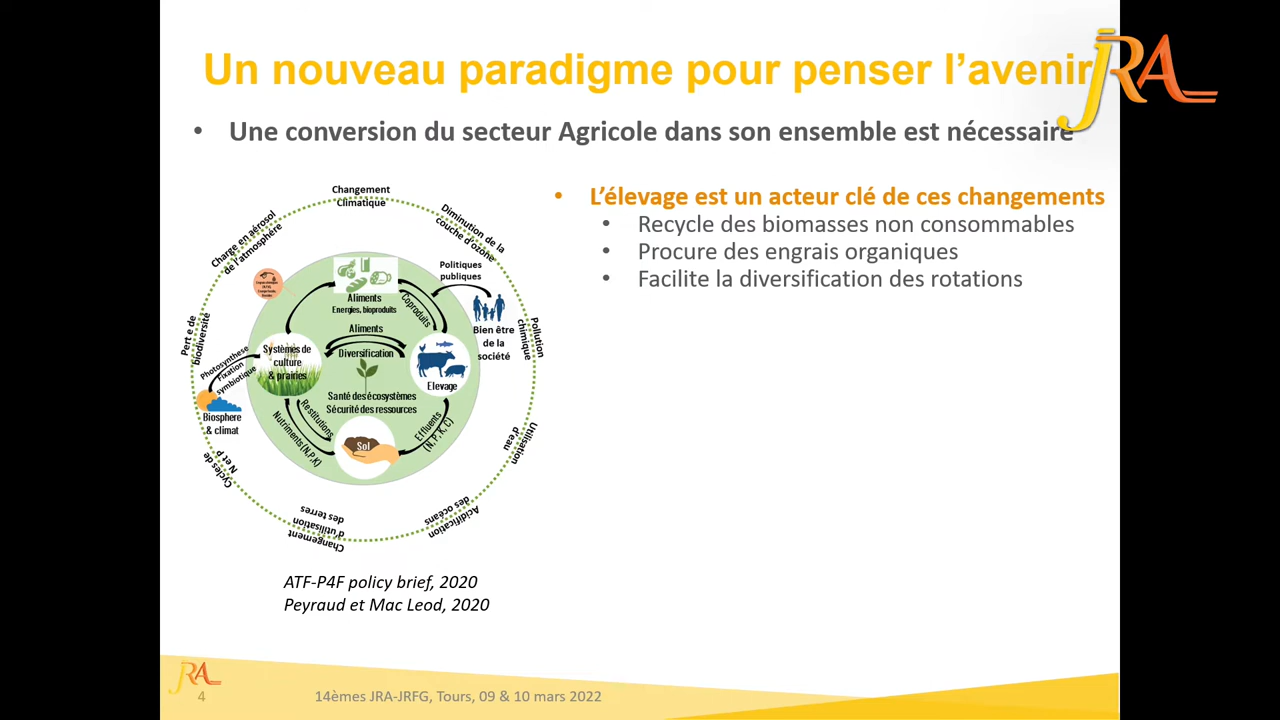 Un nouveau paradigme pour penser l'avenir
JRA
• Une conversion du secteur Agricole dans son ensemble est nécessaire
• L'élevage est un acteur clé de ces changements
• Recycle des biomasses non consommables
• Procure des engrais organiques
• Facilite la diversification des rotations
Changement
Climatique
Diminution de la
couche d'ozone
Charge en aérosol
de l'atmosphère
Politiques
publiques
Aliments
Energies, bioproduits
Coproduits
Bien être
de la
société
Pollution
chimique
Perte de
biodiversité
Aliments
Diversification
Systèmes de
culture
& prairies
Elevage
Photosynthese
Fixation
symbiotique
Biosphere
& climat
Santé des écosystèmes
Sécurité des ressources
Restitutions
Nutriments (N,P,K)
Effluents
(N, P, K, C)
Sol
Utilisation
d'eau
Cycles de
N et P
Acidification
des océans
Changement
d'utilisation
des terres
ATF-P4F policy brief, 2020
Peyraud et Mac Leod, 2020
JRA
4
14èmes JRA-JRFG, Tours, 09 & 10 mars 2022